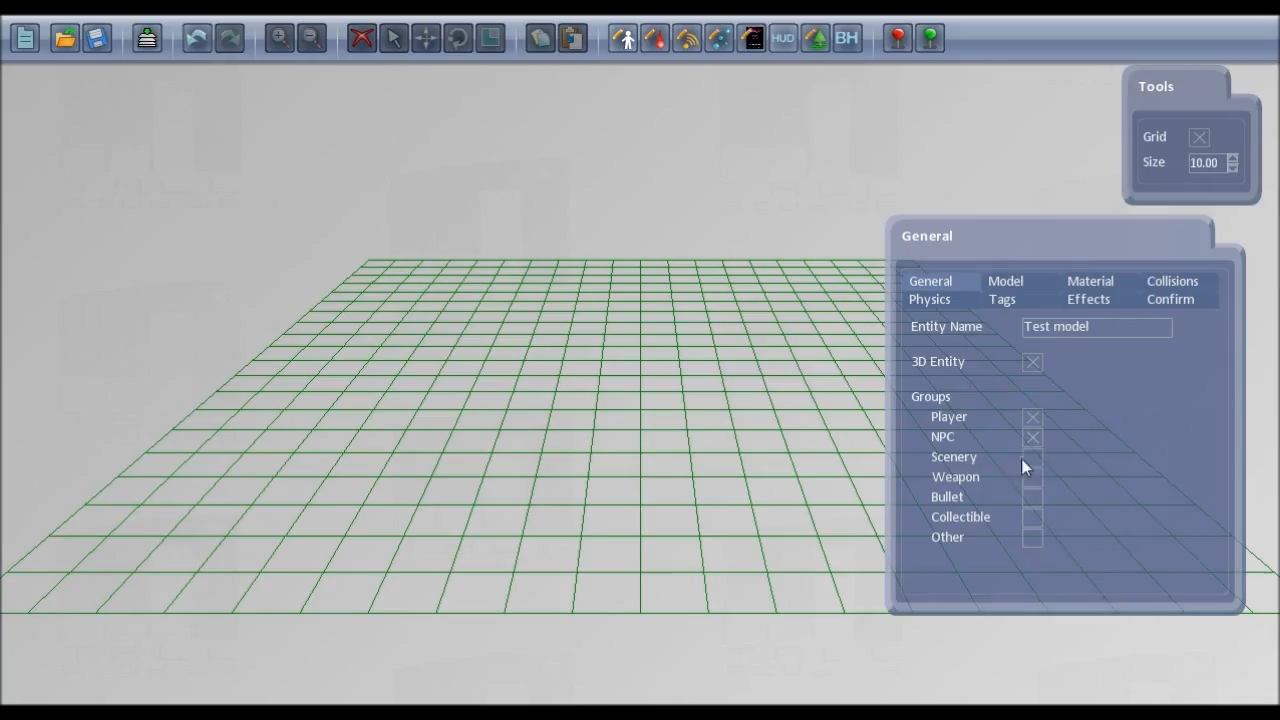 HUD
BH
Tools
Grid
Size 10.00
General
General Model Material Collisions
Physics Tags Effects Confirm
Entity Name Test model
3D Entity
Groups
Player
NPC
Scenery
Weapon
Bullet
Collectible
Other